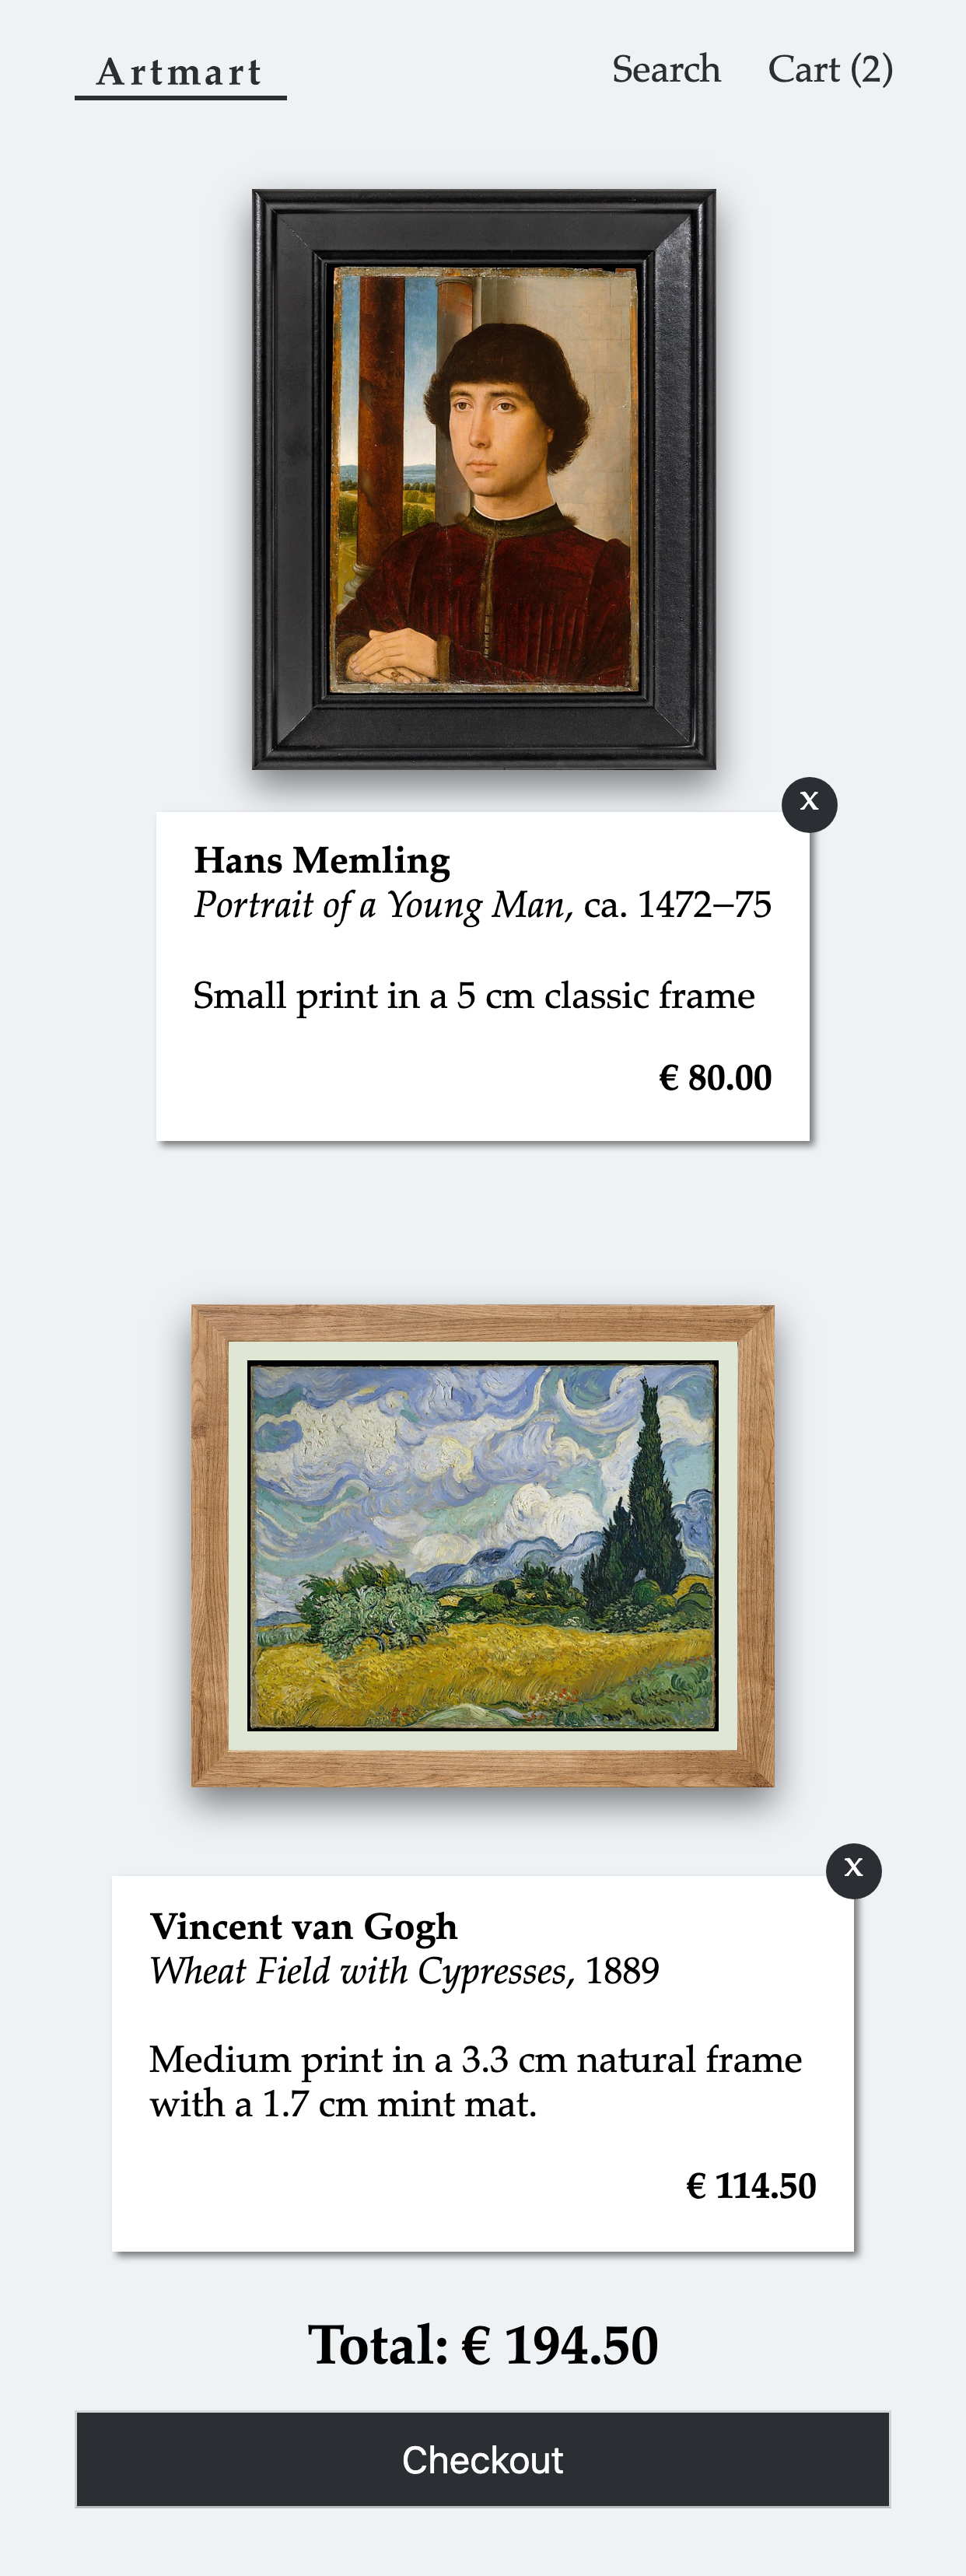 Artmart
Search Cart (2)
x
Hans Memling
Portrait of a Young Man, ca. 1472–75
Small print in a 5 cm classic frame
€ 80.00
x
Vincent van Gogh
Wheat Field with Cypresses, 1889
Medium print in a 3.3 cm natural frame
with a 1.7 cm mint mat.
€ 114.50
Total: € 194.50
Checkout